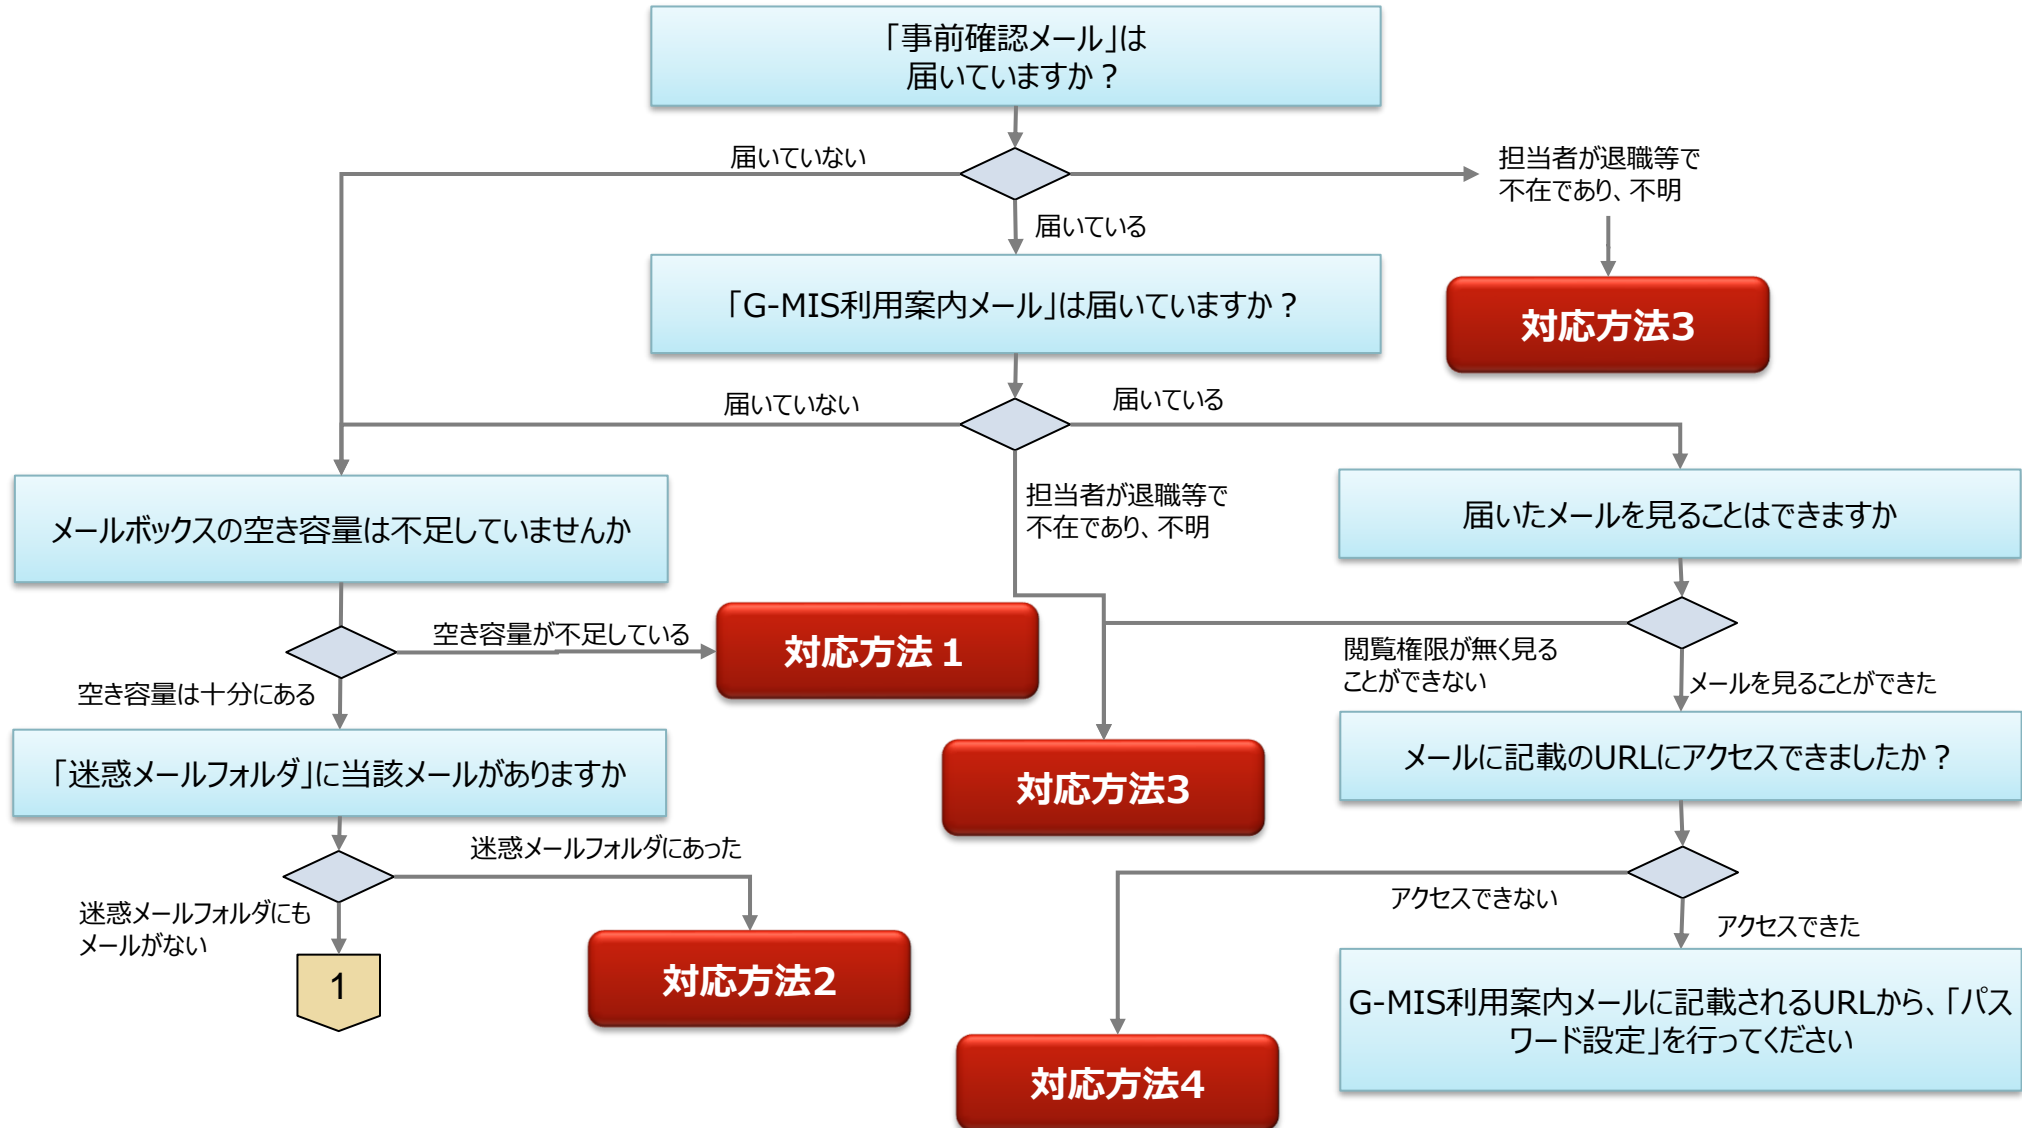 「事前確認メール」は
届いていますか？
届いていない
担当者が退職等で
不在であり、不明
届いている
「G-MIS利用案内メール」は届いていますか？
対応方法3
届いていない
届いている
担当者が退職等で
不在であり、不明
メールボックスの空き容量は不足していませんか
届いたメールを見ることはできますか
空き容量が不足している
対応方法１
閲覧権限が無く見る
ことができない
空き容量は十分にある
メールを見ることができた
「迷惑メールフォルダ」に当該メールがありますか
対応方法3
メールに記載のURLにアクセスできましたか？
迷惑メールフォルダにあった
アクセスできない
迷惑メールフォルダにも
メールがない
アクセスできた
1
対応方法2
G-MIS利用案内メールに記載されるURLから、「パス
ワード設定」を行ってください
対応方法4